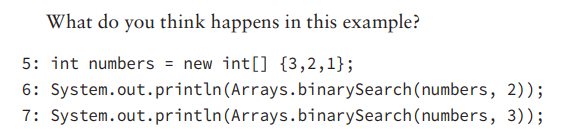 What do you think happens in this example?
5: int numbers = new int[] {3,2,1};
6: System.out.println(Arrays.binarySearch(numbers, 2));
7: System.out.println(Arrays.binarySearch(numbers, 3));